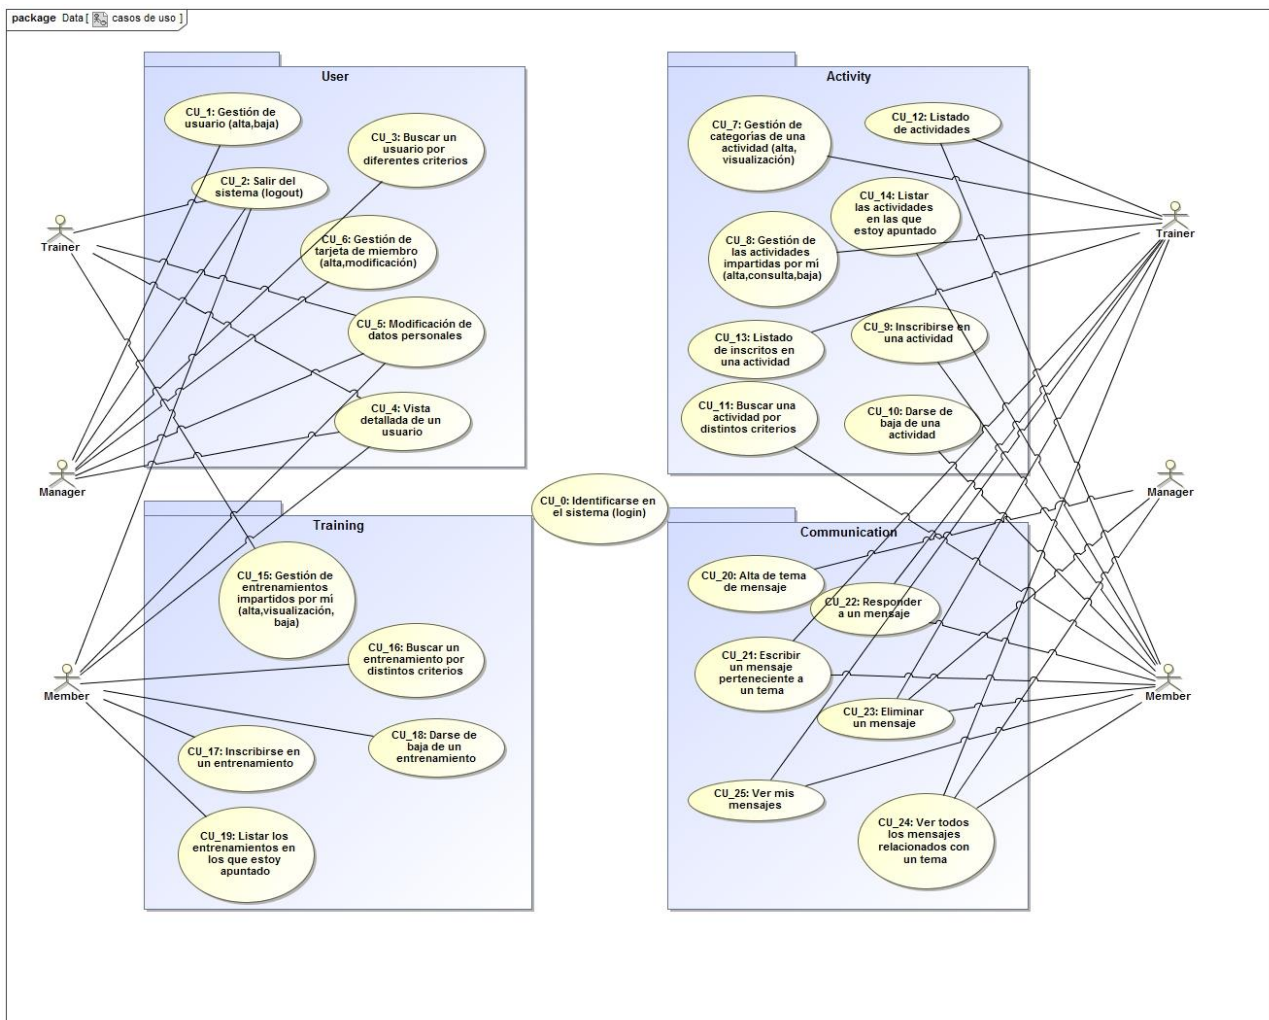 package Data [ casos de uso ]
User
CU_1: Gestión de
usuario (alta,baja)
CU_3: Buscar un
usuario por
diferentes criterios
CU_2: Salir del
sistema (logout)
CU_6: Gestión de
tarjeta de miembro
(alta,modificación)
CU_5: Modificación de
datos personales
CU_4: Vista
detallada de un
usuario
Trainer
Manager
Member
Training
CU_15: Gestión de
entrenamientos
impartidos por mí
(alta,visualización,
baja)
CU_16: Buscar un
entrenamiento por
distintos criterios
CU_17: Inscribirse en
un entrenamiento
CU_18: Darse de
baja de un
entrenamiento
CU_19: Listar los
entrenamientos en
los que estoy
apuntado
CU_0: Identificarse en
el sistema (login)
Activity
CU_7: Gestión de
categorías de una
actividad (alta,
visualización)
CU_12: Listado
de actividades
CU_14: Listar
las actividades
en las que
estoy apuntado
CU_8: Gestión de
las actividades
impartidas por mí
(alta,consulta,baja)
CU_13: Listado
de inscritos en
una actividad
CU_9: Inscribirse en
una actividad
CU_11: Buscar una
actividad por
distintos criterios
CU_10: Darse de
baja de una
actividad
Communication
CU_20: Alta de tema
de mensaje
CU_22: Responder
a un mensaje
CU_21: Escribir
un mensaje
perteneciente a
un tema
CU_23: Eliminar
un mensaje
CU_25: Ver mis
mensajes
CU_24: Ver todos
los mensajes
relacionados con
un tema
Trainer
Manager
Member